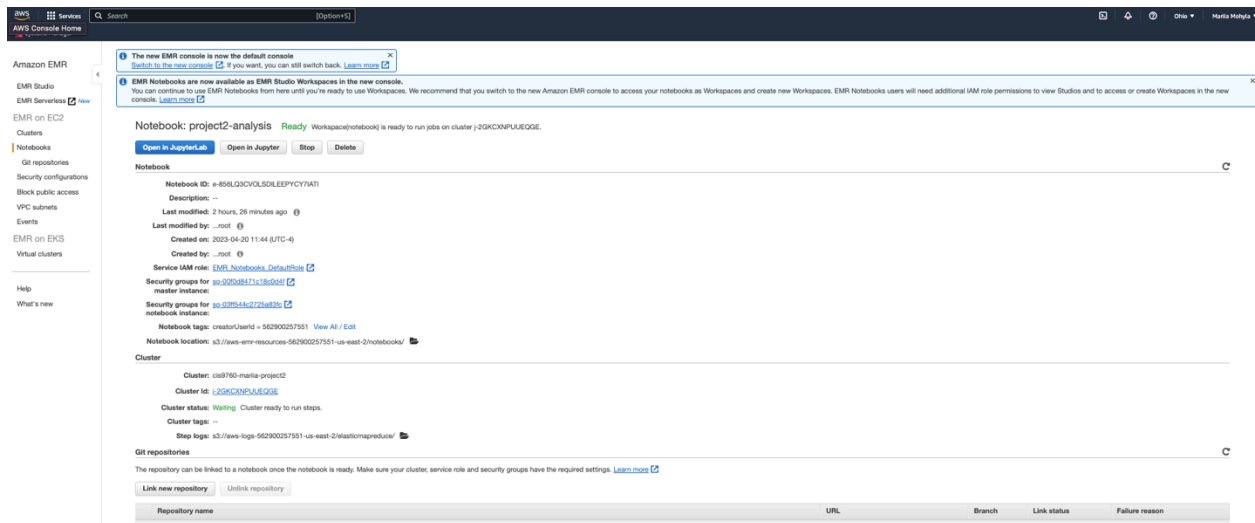 aws Services Search [Option+S] Ohio Mariia Mohyla
AWS Console Home
Amazon EMR
EMR Studio
EMR Serverless New
EMR on EC2
Clusters
Notebooks
Git repositories
Security configurations
Block public access
VPC subnets
Events
EMR on EKS
Virtual clusters
Help
What's new
The new EMR console is now the default console
Switch to the new console. If you want, you can still switch back. Learn more
EMR Notebooks are now available as EMR Studio Workspaces in the new console.
You can continue to use EMR Notebooks from here until you're ready to use Workspaces. We recommend that you switch to the new Amazon EMR console to access your notebooks as Workspaces and create new Workspaces. EMR Notebooks users will need additional IAM role permissions to view Studios and to access or create Workspaces in the new
console. Learn more
Notebook: project2-analysis Ready Workspace(notebook) is ready to run jobs on cluster j-2GKCXNPUUEQGE.
Open in JupyterLab Open in Jupyter Stop Delete
Notebook
Notebook ID: e-856LQ3CVOLSDILEEPYCY7IATI
Description: --
Last modified: 2 hours, 26 minutes ago
Last modified by: ...root
Created on: 2023-04-20 11:44 (UTC-4)
Created by: ...root
Service IAM role: EMR_Notebooks_DefaultRole
Security groups for sg-00f0d8471c18c0d4f
master instance:
Security groups for sg-03ff544c2725a83fc
notebook instance:
Notebook tags: creatorUserId = 562900257551 View All / Edit
Notebook location: s3://aws-emr-resources-562900257551-us-east-2/notebooks/
Cluster
Cluster: cis9760-mariia-project2
Cluster Id: j-2GKCXNPUUEQGE
Cluster status: Waiting Cluster ready to run steps.
Cluster tags: --
Step logs: s3://aws-logs-562900257551-us-east-2/elasticmapreduce/
Git repositories
The repository can be linked to a notebook once the notebook is ready. Make sure your cluster, service role and security groups have the required settings. Learn more
Link new repository Unlink repository
Repository name URL Branch Link status Failure reason